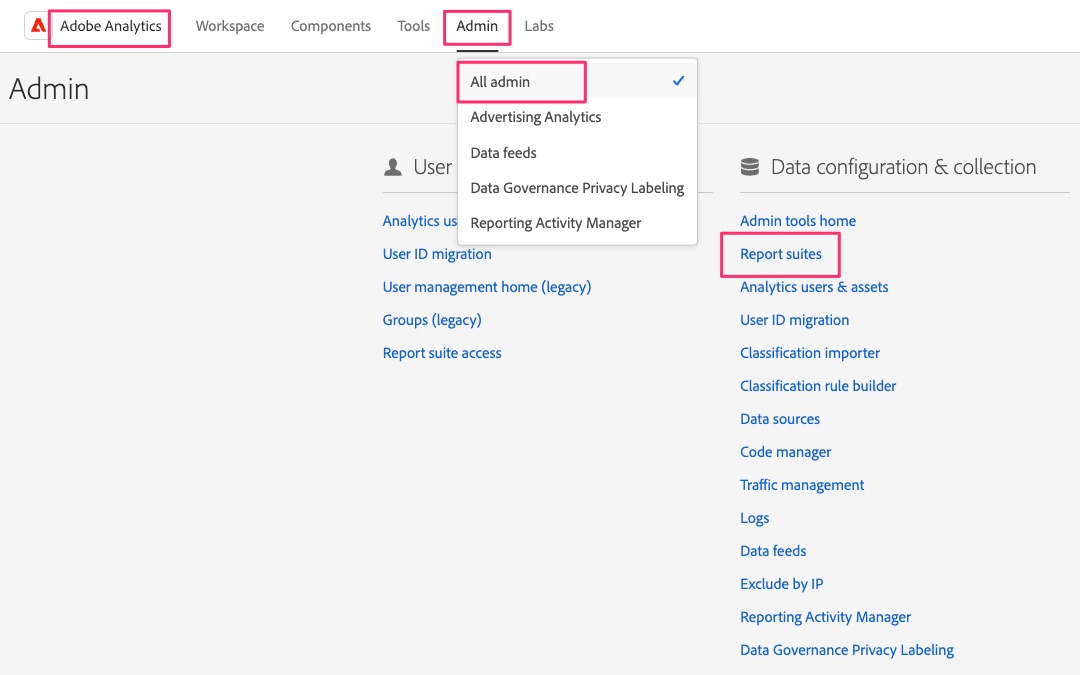 Adobe Analytics Workspace Components Tools Admin Labs
Admin
All admin
Advertising Analytics
Data feeds
Data Governance Privacy Labeling
Reporting Activity Manager
User
Analytics us
User ID migration
User management home (legacy)
Groups (legacy)
Report suite access
Data configuration & collection
Admin tools home
Report suites
Analytics users & assets
User ID migration
Classification importer
Classification rule builder
Data sources
Code manager
Traffic management
Logs
Data feeds
Exclude by IP
Reporting Activity Manager
Data Governance Privacy Labeling